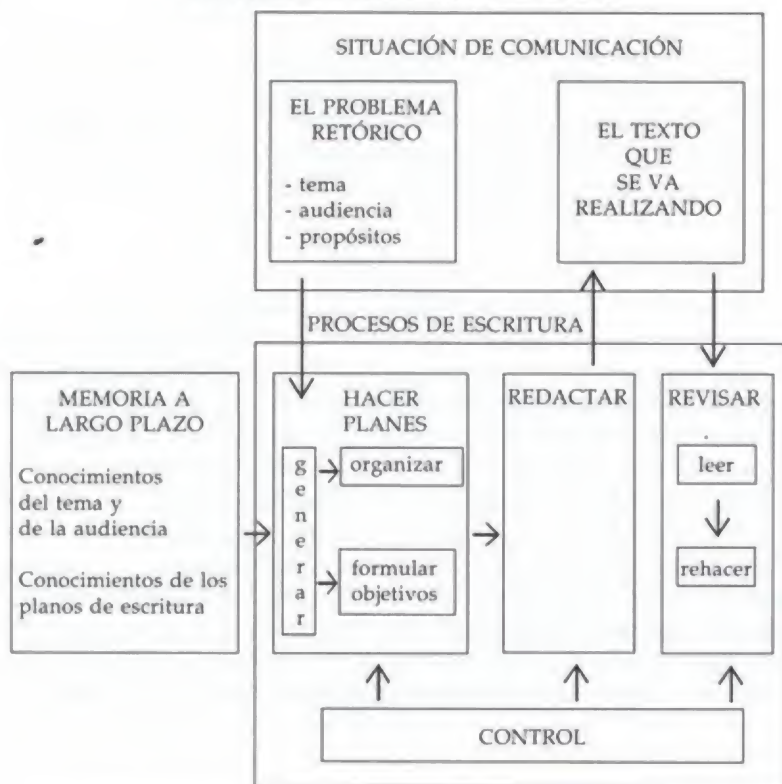 SITUACIÓN DE COMUNICACIÓN
EL PROBLEMA
RETÓRICO
- tema
- audiencia
- propósitos
EL TEXTO
QUE
SE VA
REALIZANDO
PROCESOS DE ESCRITURA
MEMORIA A
LARGO PLAZO
Conocimientos
del tema y
de la audiencia
Conocimientos de los
planos de escritura
HACER
PLANES
generar
organizar
formular
objetivos
REDACTAR
REVISAR
leer
rehacer
CONTROL